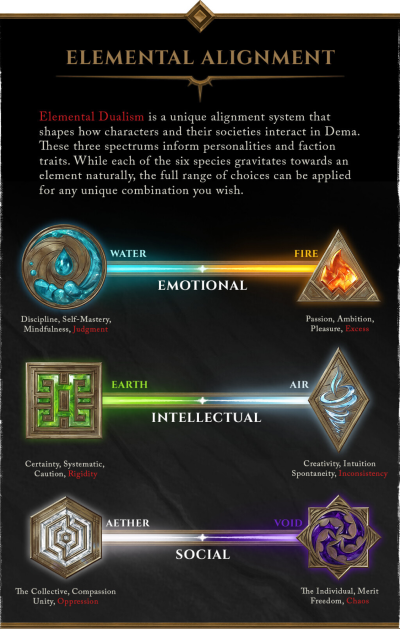 ELEMENTAL ALIGNMENT
Elemental Dualism is a unique alignment system that
shapes how characters and their societies interact in Dema.
These three spectrums inform personalities and faction
traits. While each of the six species gravitates towards an
element naturally, the full range of choices can be applied
for any unique combination you wish.
WATER FIRE
EMOTIONAL
Discipline, Self-Mastery,
Mindfulness, Judgment
Passion, Ambition,
Pleasure, Excess
EARTH AIR
INTELLECTUAL
Certainty, Systematic,
Caution, Rigidity
Creativity, Intuition
Spontaneity, Inconsistency
AETHER VOID
SOCIAL
The Collective, Compassion
Unity, Oppression
The Individual, Merit
Freedom, Chaos